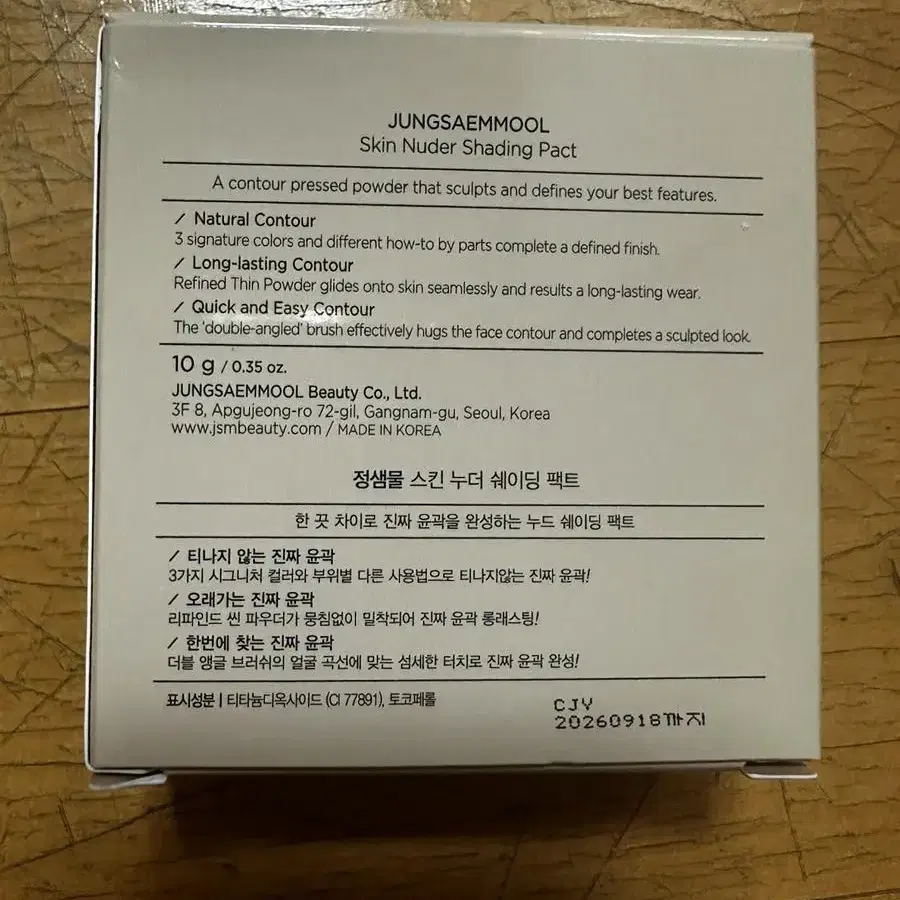 JUNGSAEMMOOL
Skin Nuder Shading Pact
A contour pressed powder that sculpts and defines your best features.
/ Natural Contour
3 signature colors and different how-to by parts complete a defined finish.
/ Long-lasting Contour
Refined Thin Powder glides onto skin seamlessly and results a long-lasting wear.
/ Quick and Easy Contour
The 'double-angled' brush effectively hugs the face contour and completes a sculpted look.
10 g / 0.35 oz.
JUNGSAEMMOOL Beauty Co., Ltd.
3F 8, Apgujeong-ro 72-gil, Gangnam-gu, Seoul, Korea
www.jsmbeauty.com / MADE IN KOREA
정샘물 스킨 누더 쉐이딩 팩트
한 끗 차이로 진짜 윤곽을 완성하는 누드 쉐이딩 팩트
/ 티나지 않는 진짜 윤곽
3가지 시그니처 컬러와 부위별 다른 사용법으로 티나지않는 진짜 윤곽!
/ 오래가는 진짜 윤곽
리파인드 씬 파우더가 뭉침없이 밀착되어 진짜 윤곽 롱래스팅!
/ 한번에 찾는 진짜 윤곽
더블 앵글 브러쉬의 얼굴 곡선에 맞는 섬세한 터치로 진짜 윤곽 완성!
표시성분 | 티타늄디옥사이드 (CI 77891), 토코페롤
CJY
20260918까지